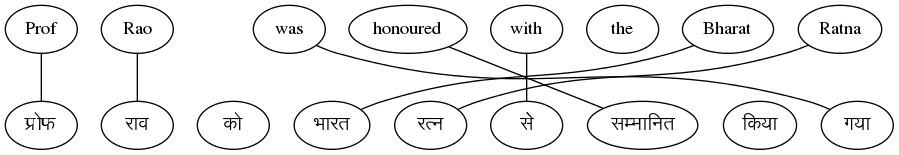 Prof Rao was honoured with the Bharat Ratna
प्रोफ राव को भारत रत्न से सम्मानित किया गया